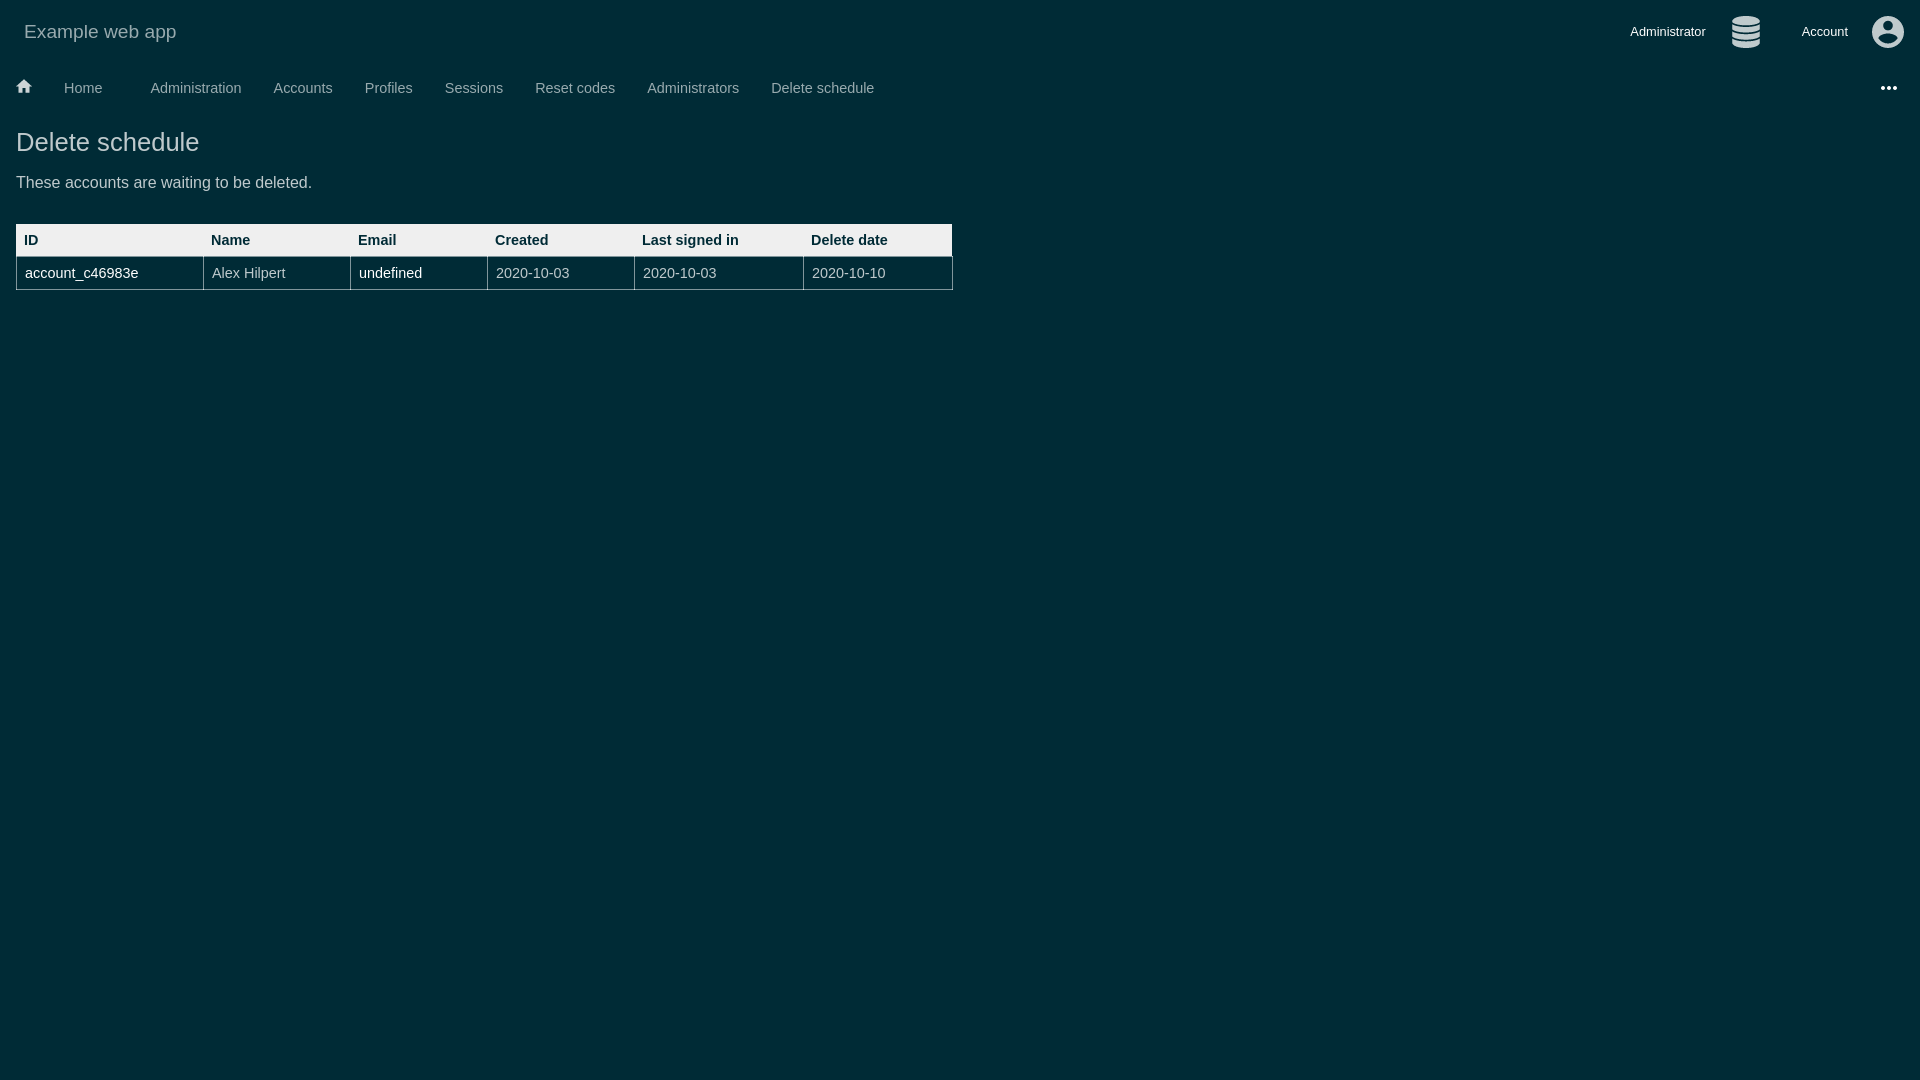 Example web app
Administrator
Account
Home Administration Accounts Profiles Sessions Reset codes Administrators Delete schedule
Delete schedule
These accounts are waiting to be deleted.
ID Name Email Created Last signed in Delete date
account_c46983e Alex Hilpert undefined 2020-10-03 2020-10-03 2020-10-10